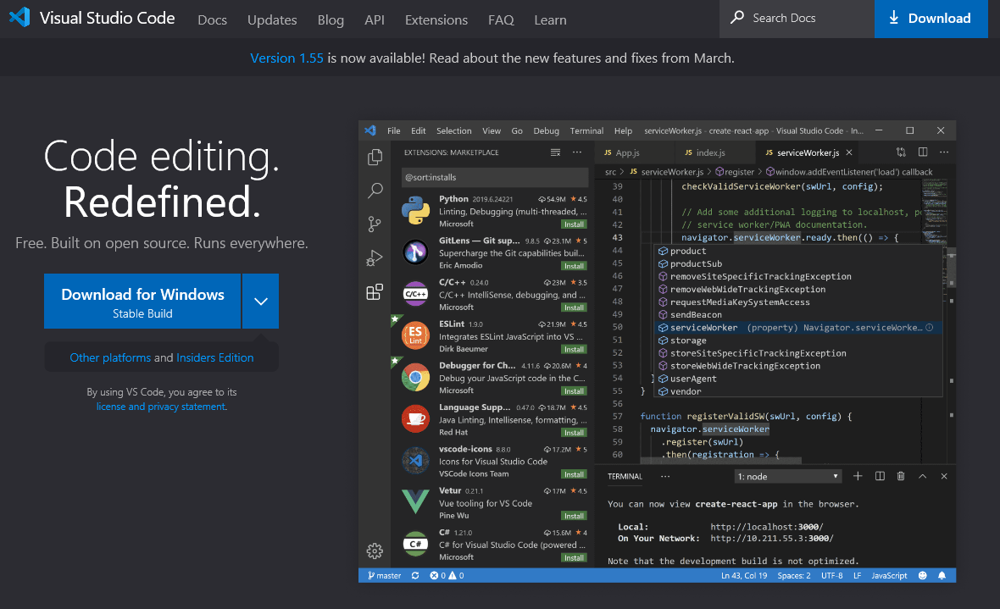 Visual Studio Code Docs Updates Blog API Extensions FAQ Learn Search Docs Download
Version 1.55 is now available! Read about the new features and fixes from March.
Code editing.
Redefined.
Free. Built on open source. Runs everywhere.
Download for Windows
Stable Build
Other platforms and Insiders Edition
By using VS Code, you agree to its
license and privacy statement.
File Edit Selection View Go Debug Terminal Help serviceWorker.js - create-react-app - Visual Studio Code - In...
EXTENSIONS: MARKETPLACE
@sort:installs
Python 2019.6.24221 54.9M 4.5
Linting, Debugging (multi-threaded, ...
Microsoft Install
GitLens — Git sup... 9.8.5 23.1M 5
Supercharge the Git capabilities buil...
Eric Amodio Install
C/C++
C/C++ 0.24.0 23M 3.5
C/C++ IntelliSense, debugging, and ...
Microsoft Install
ES
Lint
ESLint 1.9.0 21.9M 4.5
Integrates ESLint JavaScript into VS ...
Dirk Baeumer Install
Debugger for Ch... 4.11.6 20.6M 4
Debug your JavaScript code in the C...
Microsoft Install
Language Supp... 0.47.0 18.7M 4.5
Java Linting, Intellisense, formatting, ...
Red Hat Install
vscode-icons 8.8.0 17.2M 5
Icons for Visual Studio Code
VSCode Icons Team Install
Vetur 0.21.1 17M 4.5
Vue tooling for VS Code
Pine Wu Install
C#
C# 1.21.0 15.6M 4
C# for Visual Studio Code (powered ...
Microsoft Install
JS App.js JS index.js JS serviceWorker.js
src > JS serviceWorker.js > register > window.addEventListener('load') callback
39 checkValidServiceWorker(swUrl, config);
40
41 // Add some additional logging to localhost, po
42 // service worker/PWA documentation.
43 navigator.serviceWorker.ready.then(() => {
44 product
45 productSub
46 removeSiteSpecificTrackingException
47 removeWebWideTrackingException
48 requestMediaKeySystemAccess
49 sendBeacon
50 serviceWorker (property) Navigator.serviceWorke...
51 storage
52 storeSiteSpecificTrackingException
53 storeWebWideTrackingException
54 } userAgent
55 } vendor
56
57 function registerValidSW(swUrl, config) {
58 navigator.serviceWorker
59 .register(swUrl)
60 .then(registration => {
TERMINAL ... 1: node
You can now view create-react-app in the browser.
Local: http://localhost:3000/
On Your Network: http://10.211.55.3:3000/
Note that the development build is not optimized.
master 0 0 Ln 43, Col 19 Spaces: 2 UTF-8 LF JavaScript